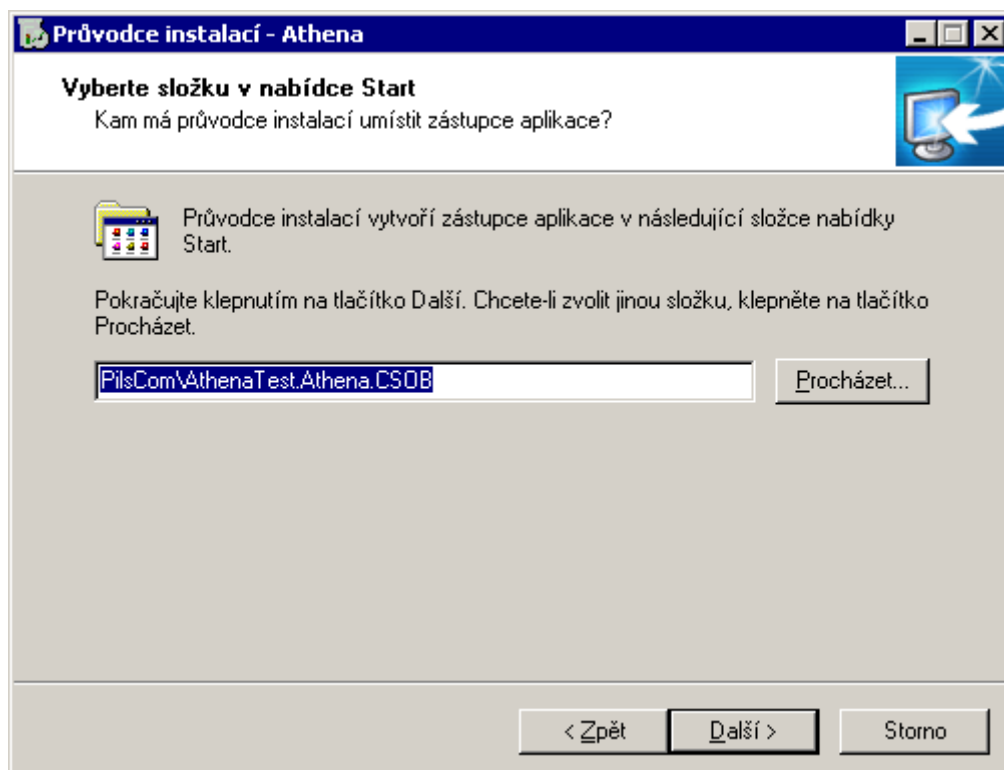 Průvodce instalací - Athena
Vyberte složku v nabídce Start
Kam má průvodce instalací umístit zástupce aplikace?
Průvodce instalací vytvoří zástupce aplikace v následující složce nabídky
Start.
Pokračujte klepnutím na tlačítko Další. Chcete-li zvolit jinou složku, klepněte na tlačítko
Procházet.
PilsCom\AthenaTest.Athena.CSOB
Procházet...
< Zpět
Další >
Storno